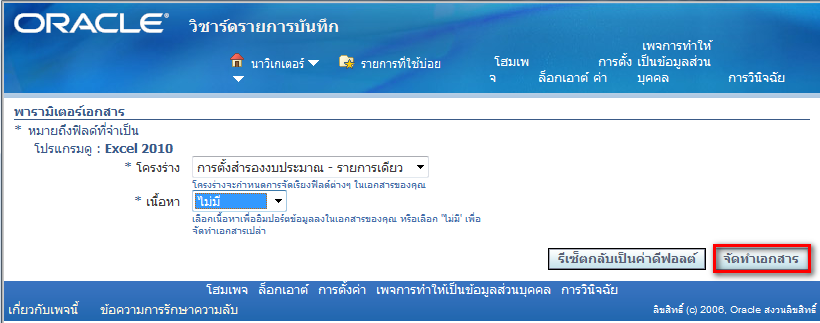 ORACLE® วิซาร์ดรายการบันทึก
นาวิเกเตอร์ รายการที่ใช้บ่อย
โฮมเพจ ล็อกเอาต์ การตั้งค่า เพจการทำให้เป็นข้อมูลส่วนบุคคล การวินิจฉัย
พารามิเตอร์เอกสาร
* หมายถึงฟิลด์ที่จำเป็น
โปรแกรมดู : Excel 2010
* โครงร่าง การตั้งสำรองงบประมาณ - รายการเดียว
โครงร่างจะกำหนดการจัดเรียงฟิลด์ต่างๆ ในเอกสารของคุณ
* เนื้อหา ไม่มี
เลือกเนื้อหาเพื่ออิมปอร์ตข้อมูลลงในเอกสารของคุณ หรือเลือก 'ไม่มี' เพื่อ
จัดทำเอกสารเปล่า
รีเซ็ตกลับเป็นค่าดีฟอลต์ จัดทำเอกสาร
โฮมเพจ ล็อกเอาต์ การตั้งค่า เพจการทำให้เป็นข้อมูลส่วนบุคคล การวินิจฉัย
เกี่ยวกับเพจนี้ ข้อความการรักษาความลับ ลิขสิทธิ์ (c) 2006, Oracle สงวนลิขสิทธิ์